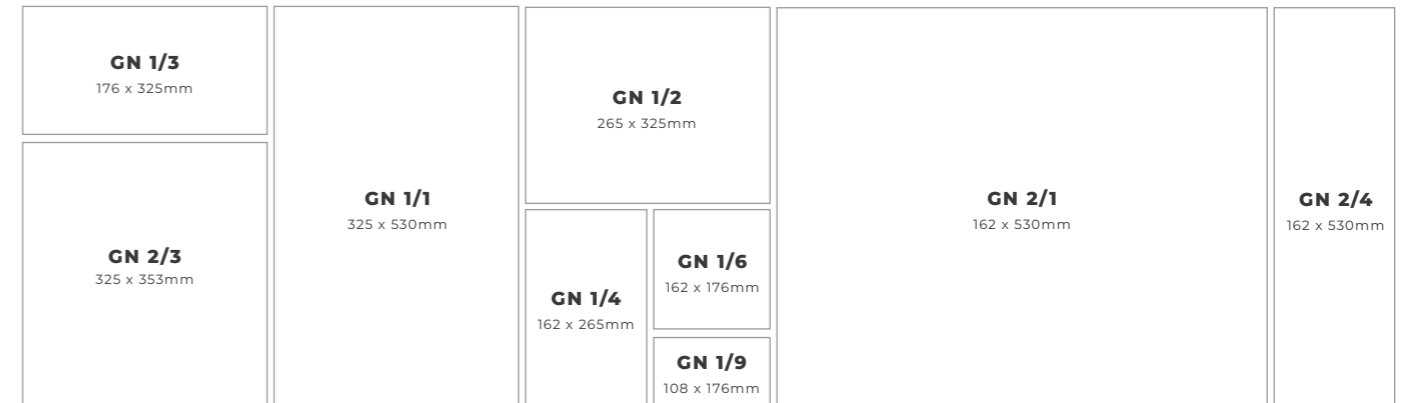 GN 1/3
176 x 325mm
GN 2/3
325 x 353mm
GN 1/1
325 x 530mm
GN 1/2
265 x 325mm
GN 1/4
162 x 265mm
GN 1/6
162 x 176mm
GN 1/9
108 x 176mm
GN 2/1
162 x 530mm
GN 2/4
162 x 530mm